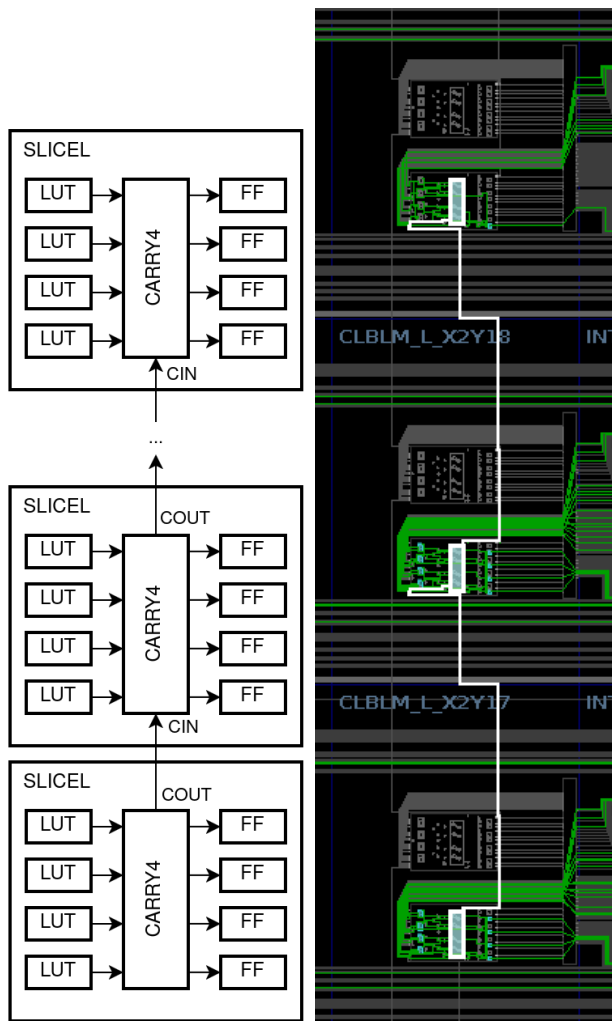 SLICEL
LUT
FF
LUT
FF
LUT
FF
LUT
FF
CARRY4
CIN
...
SLICEL
COUT
LUT
FF
LUT
FF
LUT
FF
LUT
FF
CARRY4
CIN
SLICEL
COUT
LUT
FF
LUT
FF
LUT
FF
LUT
FF
CARRY4
CLBLM_L_X2Y18
INT
CLBLM_L_X2Y17
INT